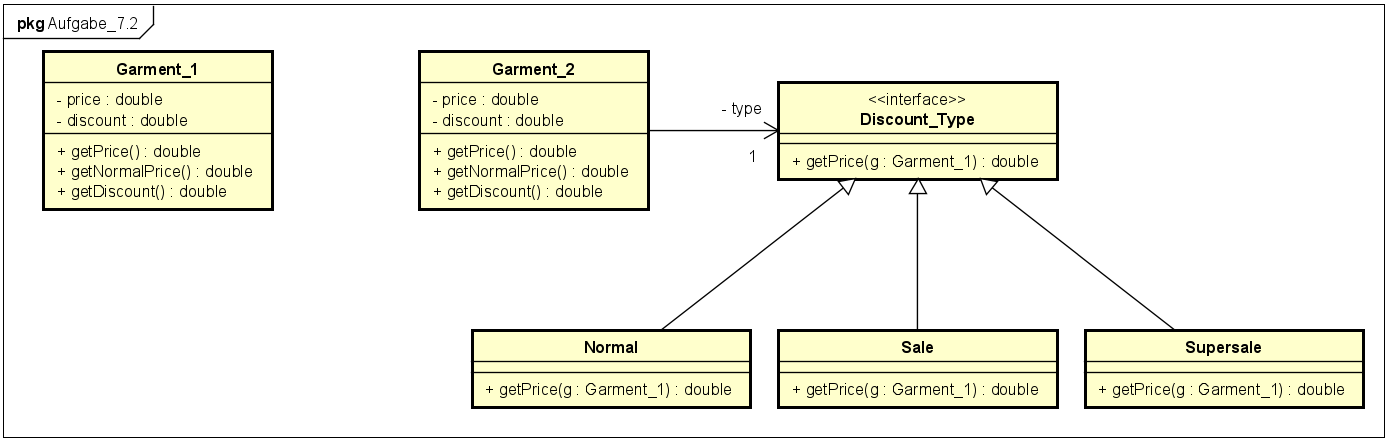 pkg Aufgabe_7.2
Garment_1
- price : double
- discount : double
+ getPrice() : double
+ getNormalPrice() : double
+ getDiscount() : double
Garment_2
- price : double
- discount : double
+ getPrice() : double
+ getNormalPrice() : double
+ getDiscount() : double
- type
1
<<interface>>
Discount_Type
+ getPrice(g : Garment_1) : double
Normal
+ getPrice(g : Garment_1) : double
Sale
+ getPrice(g : Garment_1) : double
Supersale
+ getPrice(g : Garment_1) : double